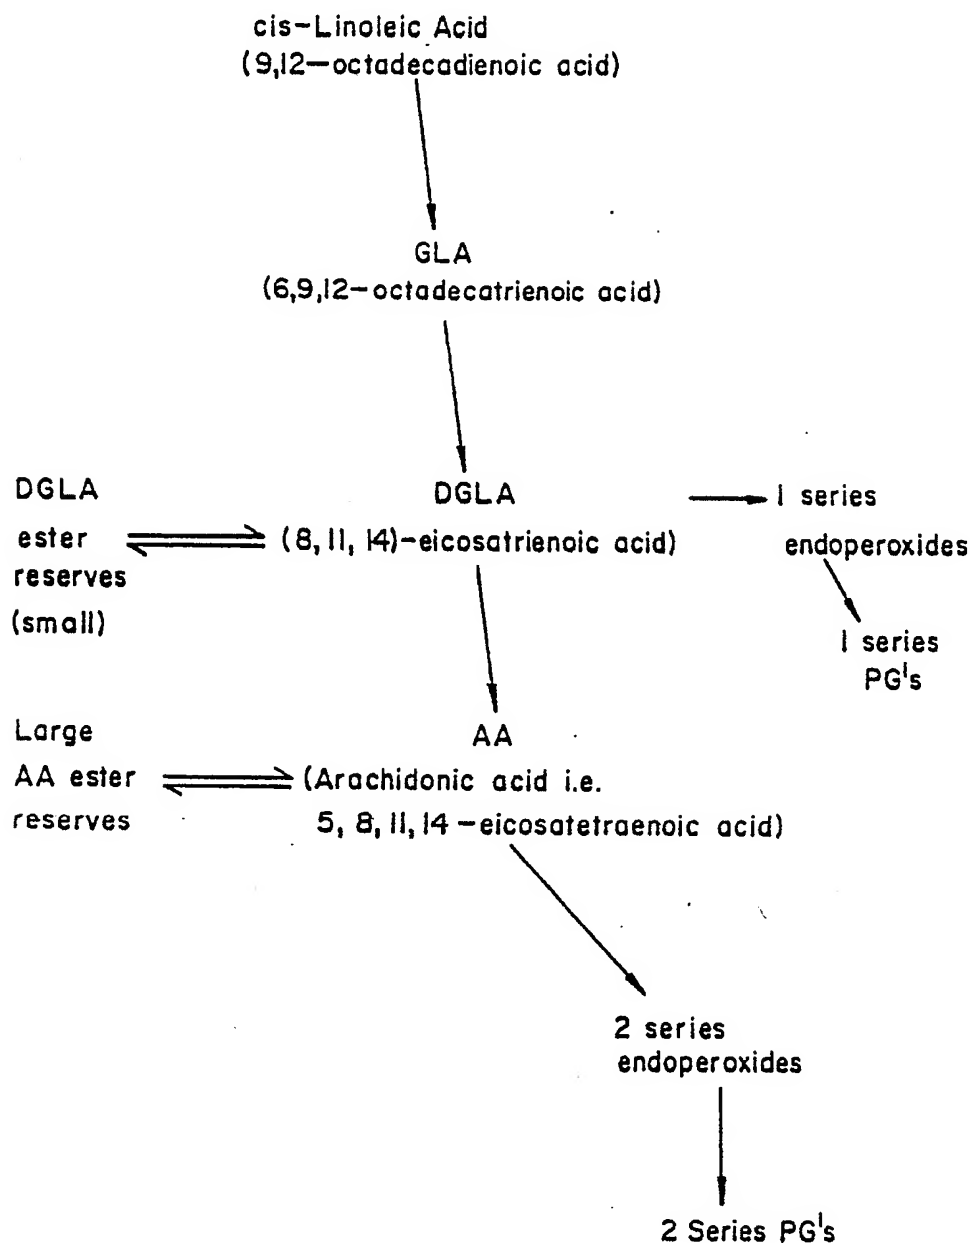 cis-Linoleic Acid
(9,12-octadecadienoic acid)
GLA
(6,9,12-octadecatrienoic acid)
DGLA
ester
reserves
(small)
DGLA
(8, 11, 14)-eicosatrienoic acid)
1 series
endoperoxides
1 series
PG's
Large
AA ester
reserves
AA
(Arachidonic acid i.e.
5, 8, 11, 14-eicosatetraenoic acid)
2 series
endoperoxides
2 Series PG's